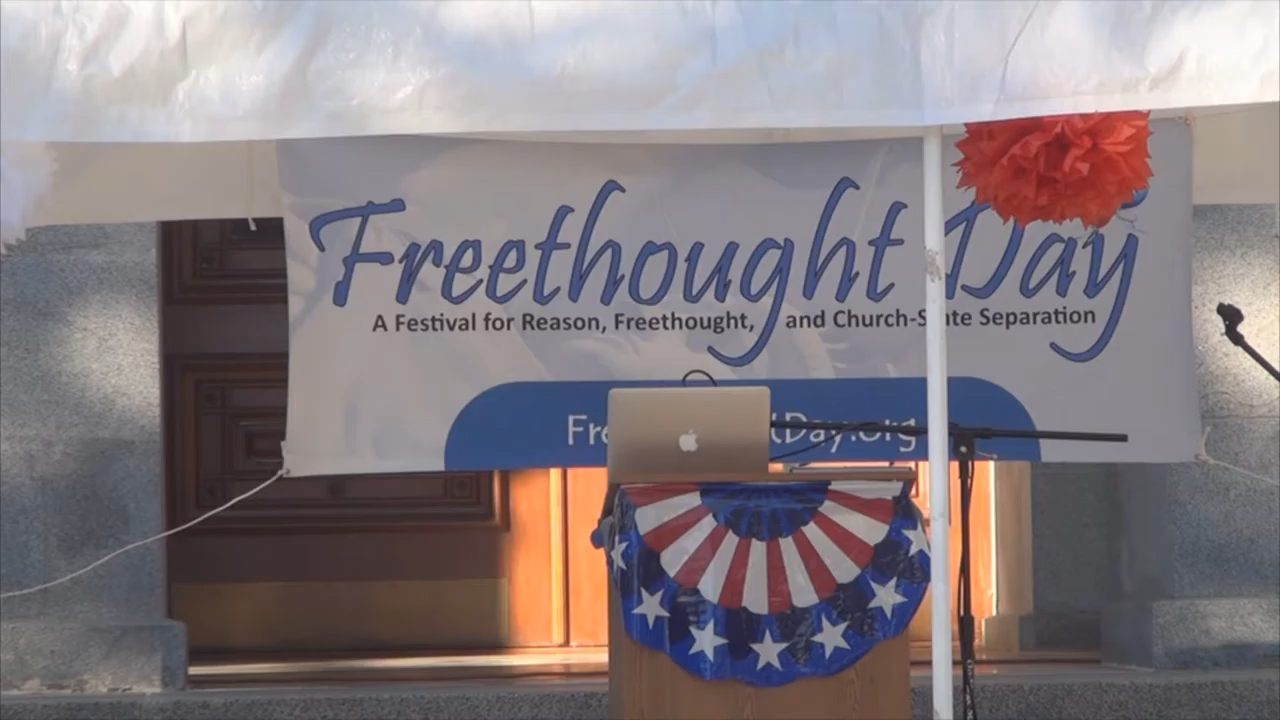 Freethought Day
A Festival for Reason, Freethought, and Church-State Separation